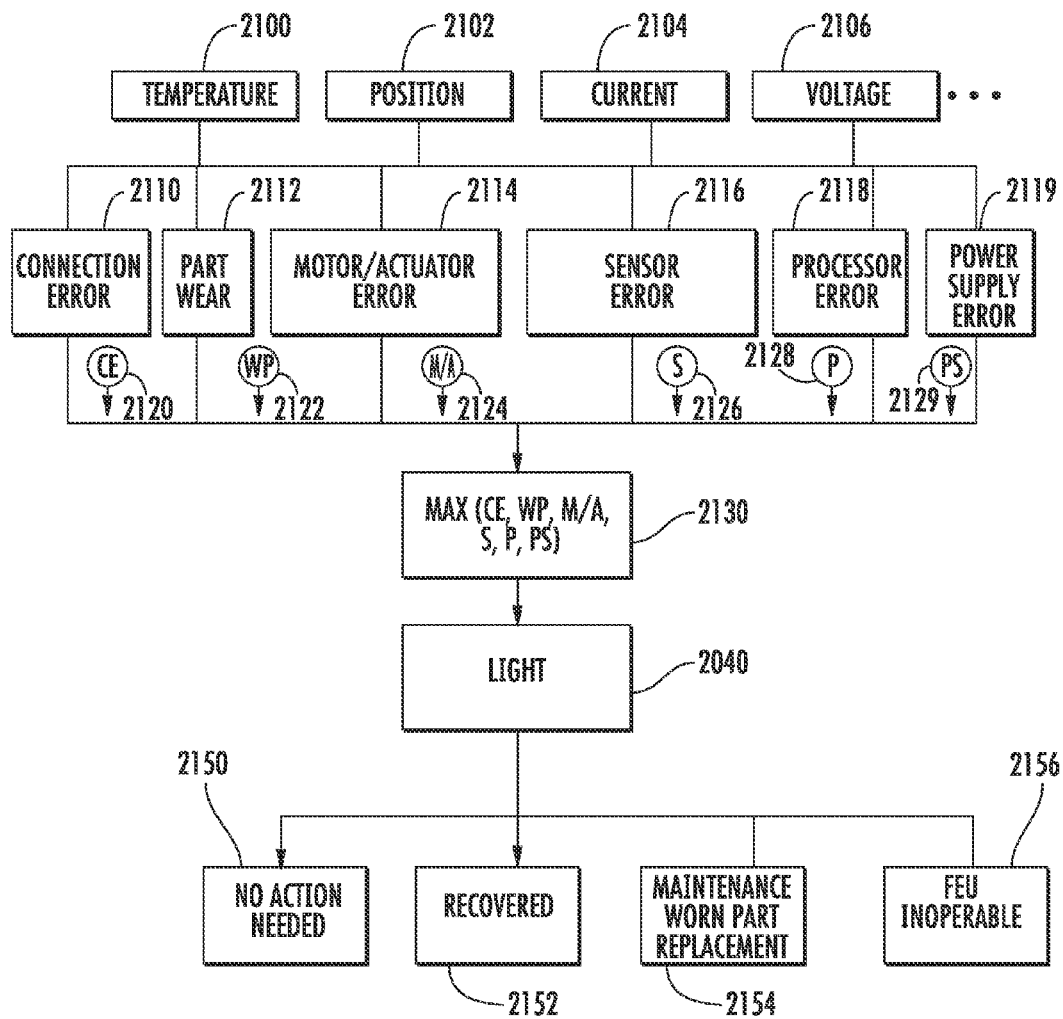 2100
2102
2104
2106
TEMPERATURE
POSITION
CURRENT
VOLTAGE
2110
2112
2114
2116
2118
2119
CONNECTION
ERROR
PART
WEAR
MOTOR/ACTUATOR
ERROR
SENSOR
ERROR
PROCESSOR
ERROR
POWER
SUPPLY
ERROR
CE
2120
WP
2122
M/A
2124
S
2126
2128
P
2129
PS
MAX (CE, WP, M/A,
S, P, PS)
2130
LIGHT
2040
2150
2156
NO ACTION
NEEDED
RECOVERED
MAINTENANCE
WORN PART
REPLACEMENT
FEU
INOPERABLE
2152
2154